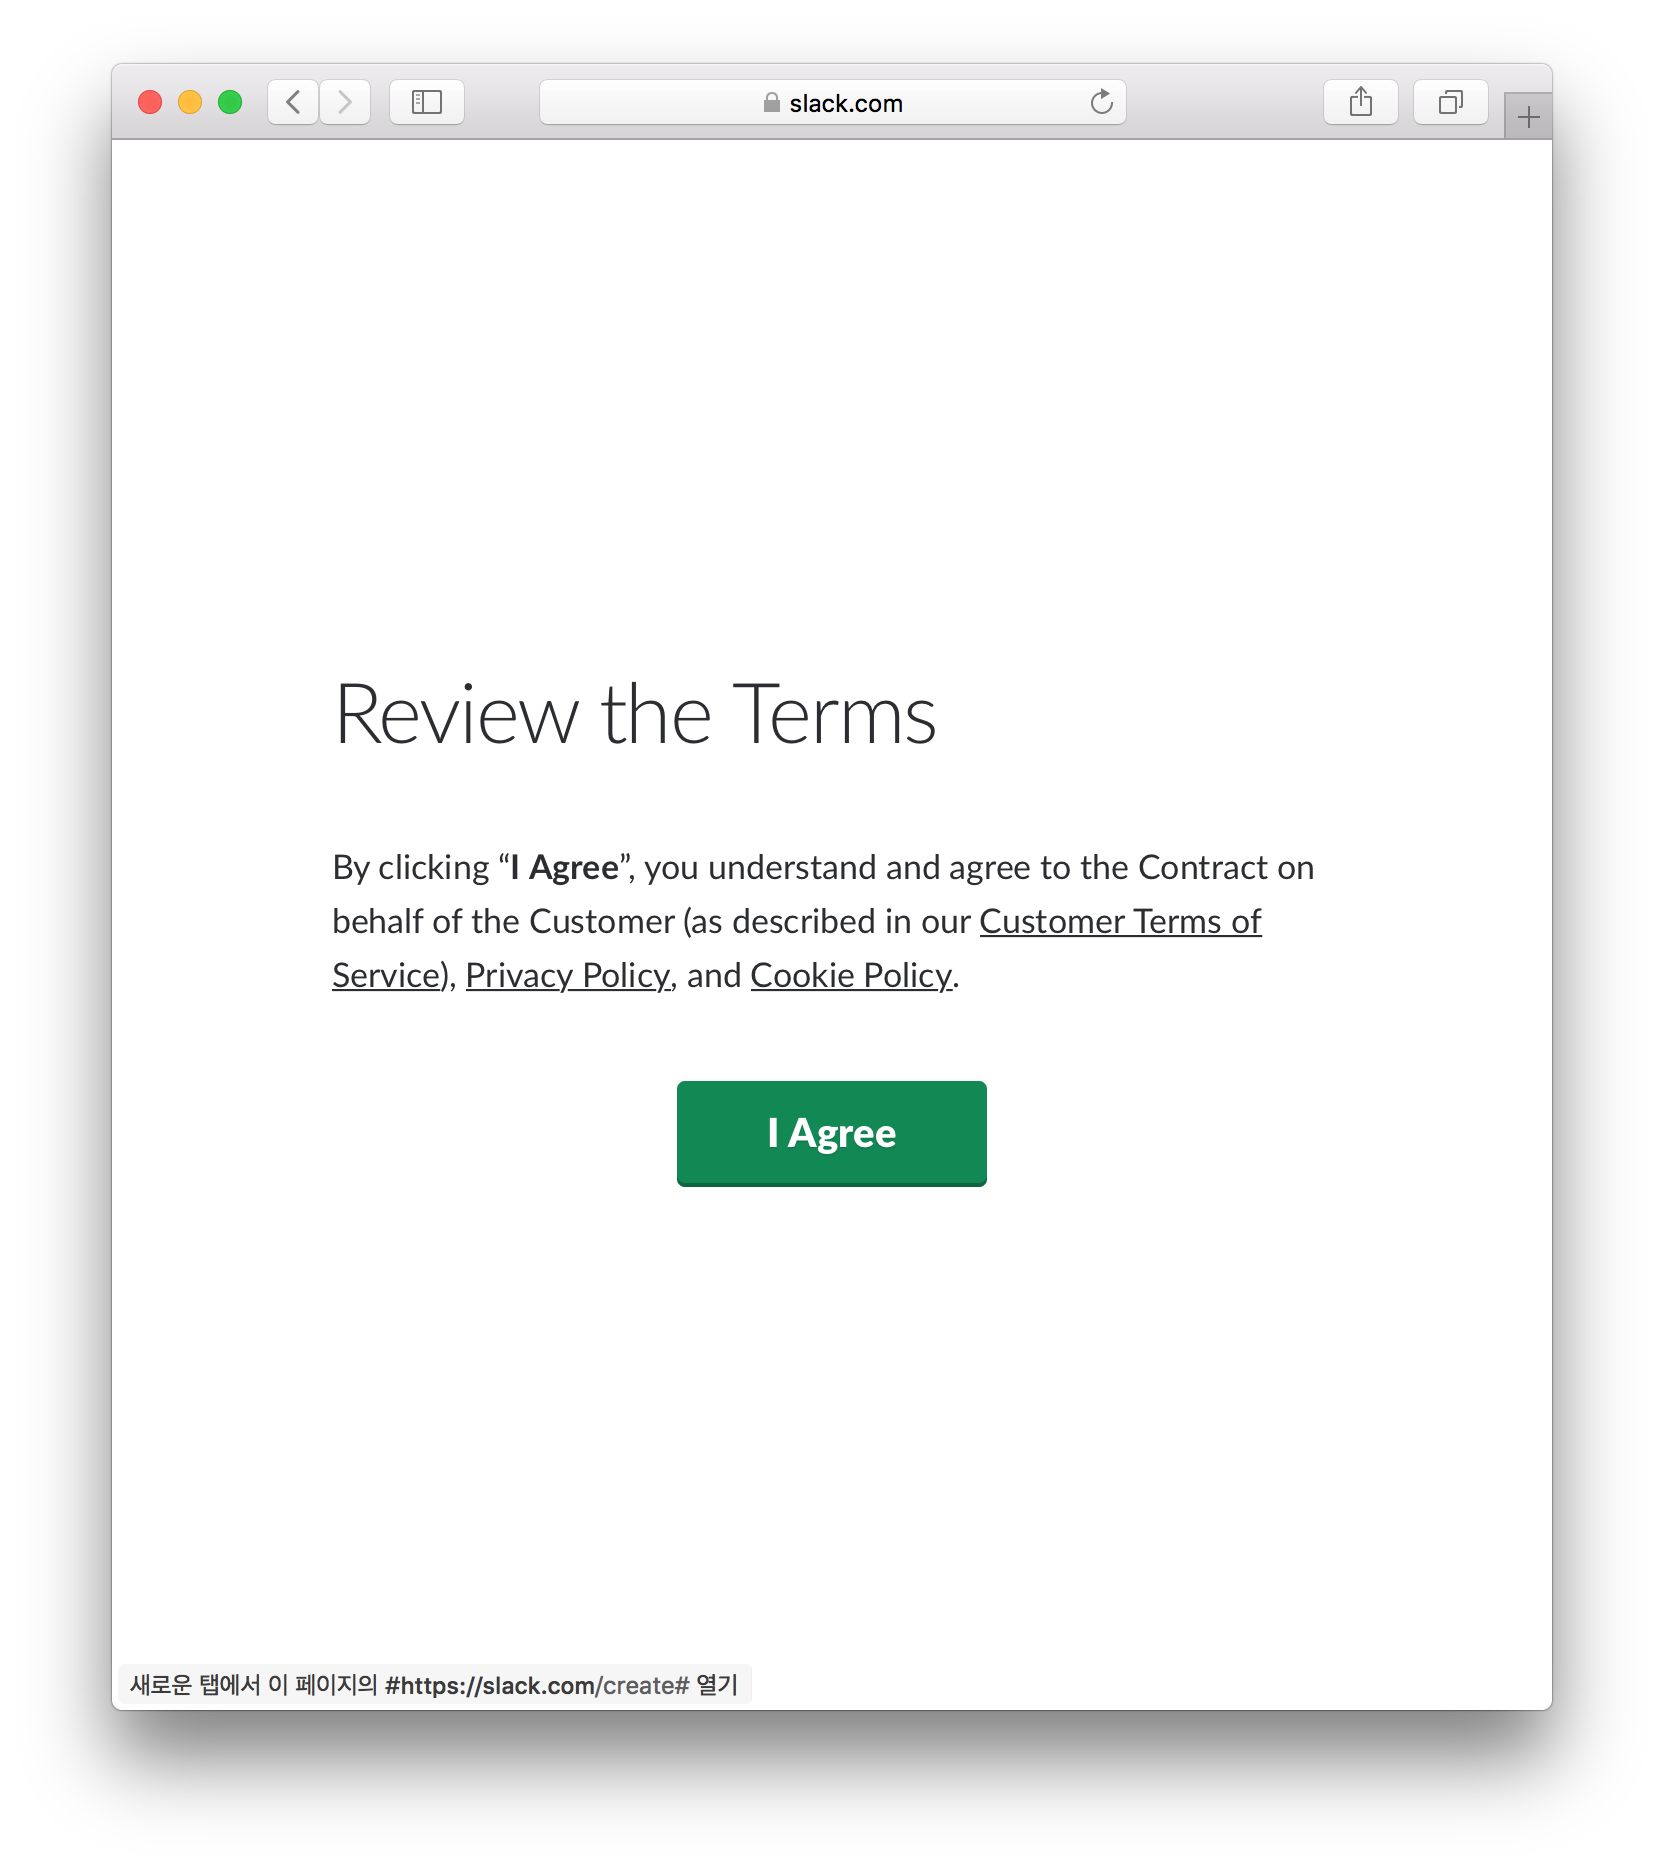 slack.com
Review the Terms
By clicking “I Agree”, you understand and agree to the Contract on
behalf of the Customer (as described in our Customer Terms of
Service), Privacy Policy, and Cookie Policy.
I Agree
새로운 탭에서 이 페이지의 #https://slack.com/create# 열기